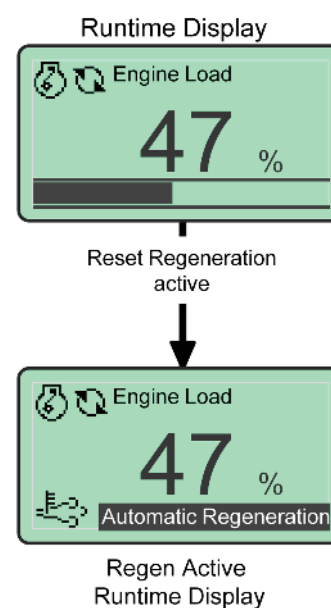 Runtime Display
Engine Load
47 %
Reset Regeneration
active
Engine Load
47 %
Automatic Regeneration
Regen Active
Runtime Display